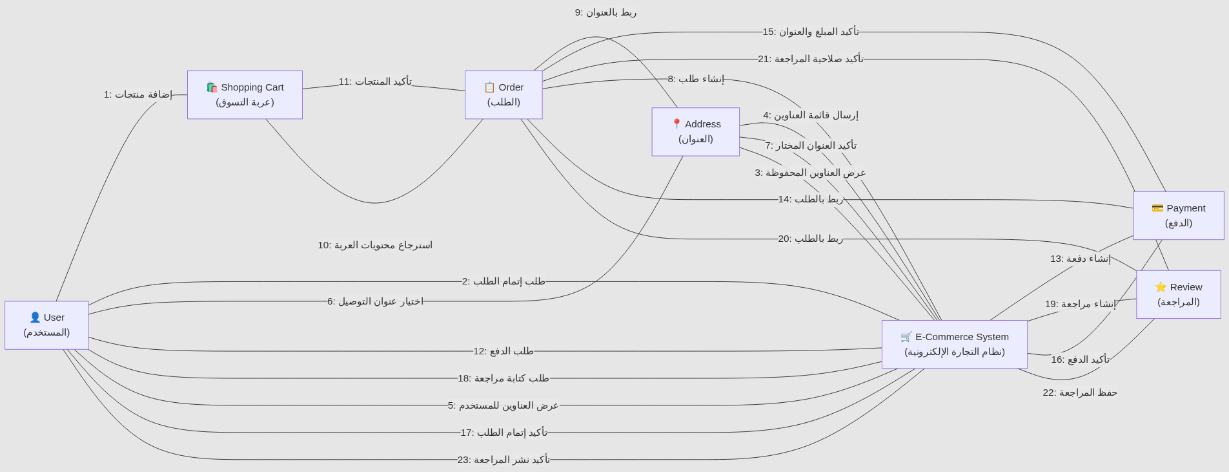 9: ربط بالعنوان
15: تأكيد المبلغ والعنوان
21: تأكيد صلاحية المراجعة
8: إنشاء طلب
11: تأكيد المنتجات
🛍️ Shopping Cart
(عربة التسوق)
📋 Order
(الطلب)
1: إضافة منتجات
4: إرسال قائمة العناوين
📍 Address
(العنوان)
7: تأكيد العنوان المختار
3: عرض العناوين المحفوظة
14: ربط بالطلب
💳 Payment
(الدفع)
20: ربط بالطلب
10: استرجاع محتويات العربة
13: إنشاء دفعة
2: طلب إتمام الطلب
⭐ Review
(المراجعة)
6: اختيار عنوان التوصيل
19: إنشاء مراجعة
👤 User
(المستخدم)
🛒 E-Commerce System
(نظام التجارة الإلكترونية)
12: طلب الدفع
16: تأكيد الدفع
18: طلب كتابة مراجعة
22: حفظ المراجعة
5: عرض العناوين للمستخدم
17: تأكيد إتمام الطلب
23: تأكيد نشر المراجعة